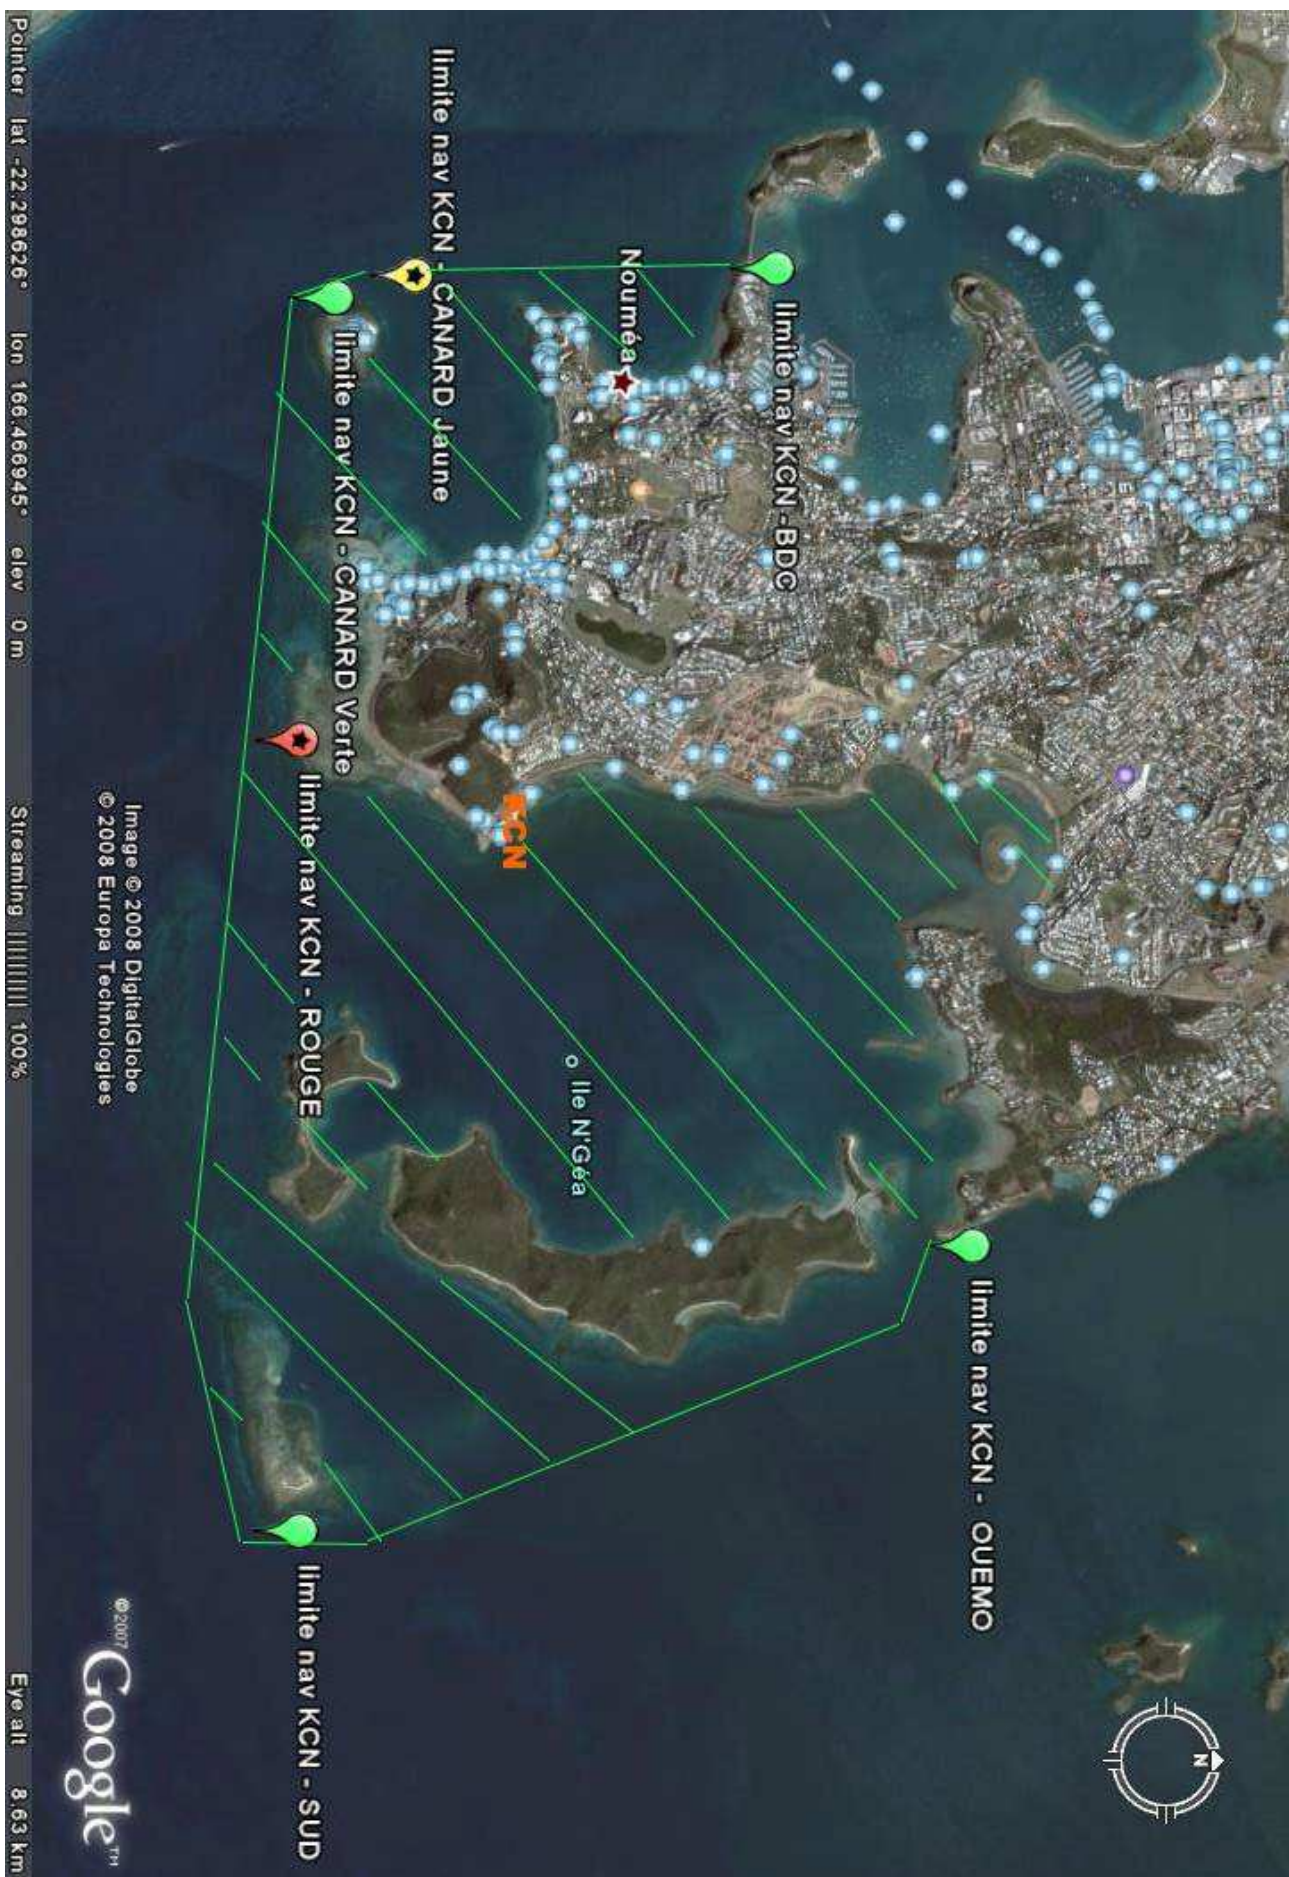 N
limite nav KCN - OUEMO
limite nav KCN -BDC
Nouméa
Ile N'Géa
KCN
limite nav KCN - CANARD Jaune
limite nav KCN - CANARD Verte
limite nav KCN - ROUGE
limite nav KCN - SUD
Image © 2008 DigitalGlobe
© 2008 Europa Technologies
©2007 Google™
Pointer lat -22.298626° lon 166.466945° elev 0 m Streaming |||||||||| 100% Eye alt 8.63 km